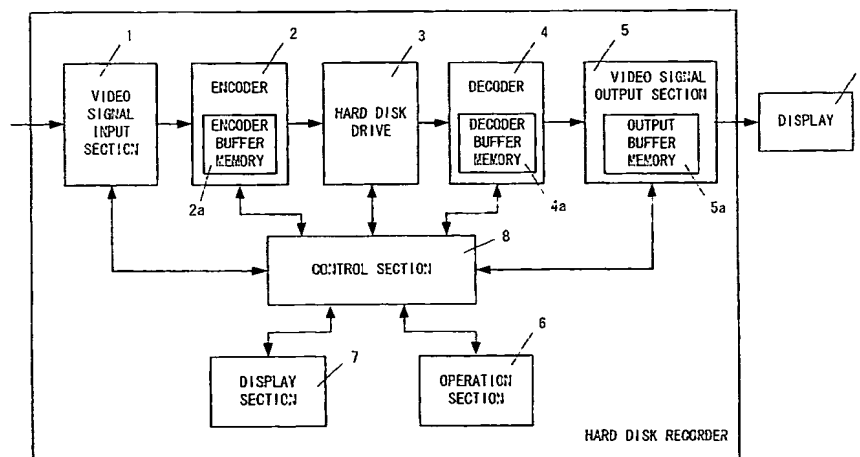 1
2
3
4
5
VIDEO
SIGNAL
INPUT
SECTION
ENCODER
ENCODER
BUFFER
MEMORY
2a
HARD DISK
DRIVE
DECODER
DECODER
BUFFER
MEMORY
4a
VIDEO SIGNAL
OUTPUT SECTION
OUTPUT
BUFFER
MEMORY
5a
DISPLAY
8
CONTROL SECTION
7
DISPLAY
SECTION
6
OPERATION
SECTION
HARD DISK RECORDER